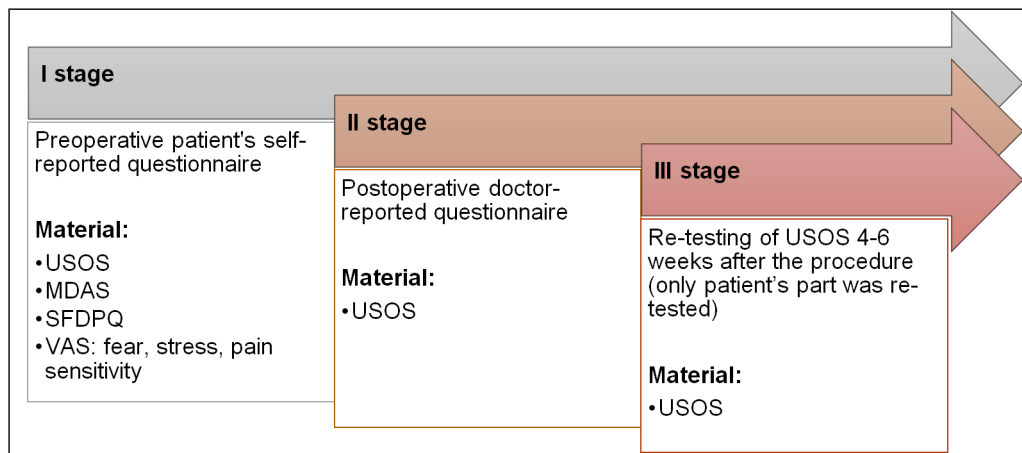 I stage
Preoperative patient's self-
reported questionnaire
Material:
•USOS
•MDAS
•SFDPQ
•VAS: fear, stress, pain
sensitivity
II stage
Postoperative doctor-
reported questionnaire
Material:
•USOS
III stage
Re-testing of USOS 4-6
weeks after the procedure
(only patient’s part was re-
tested)
Material:
•USOS